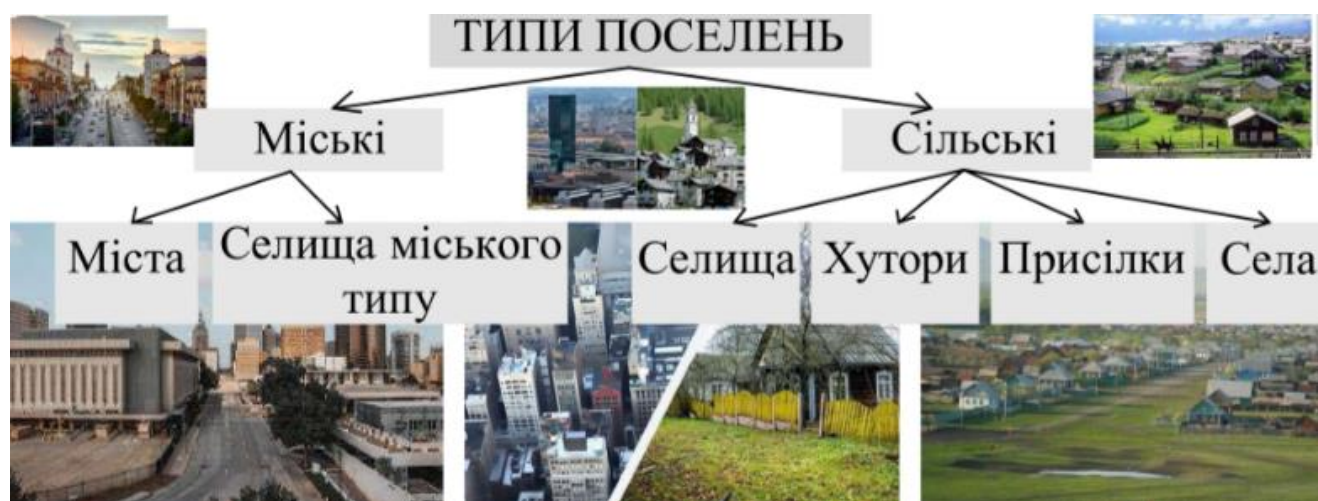 ТИПИ ПОСЕЛЕНЬ
Міські
Сільські
Міста
Селища міського
типу
Селища
Хутори
Присілки
Села